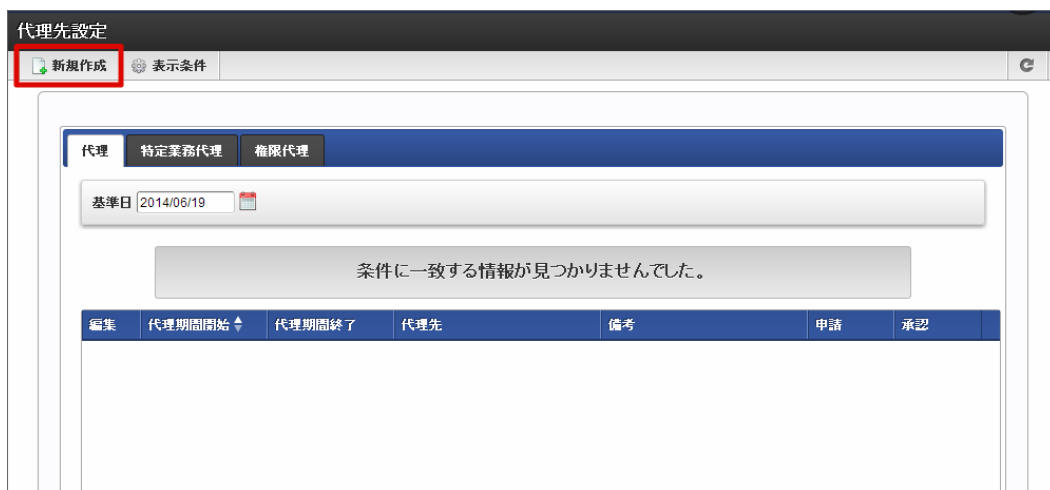 代理先設定
新規作成 表示条件
代理 特定業務代理 権限代理
基準日 2014/06/19
条件に一致する情報が見つかりませんでした。
編集 代理期間開始 代理期間終了 代理先 備考 申請 承認